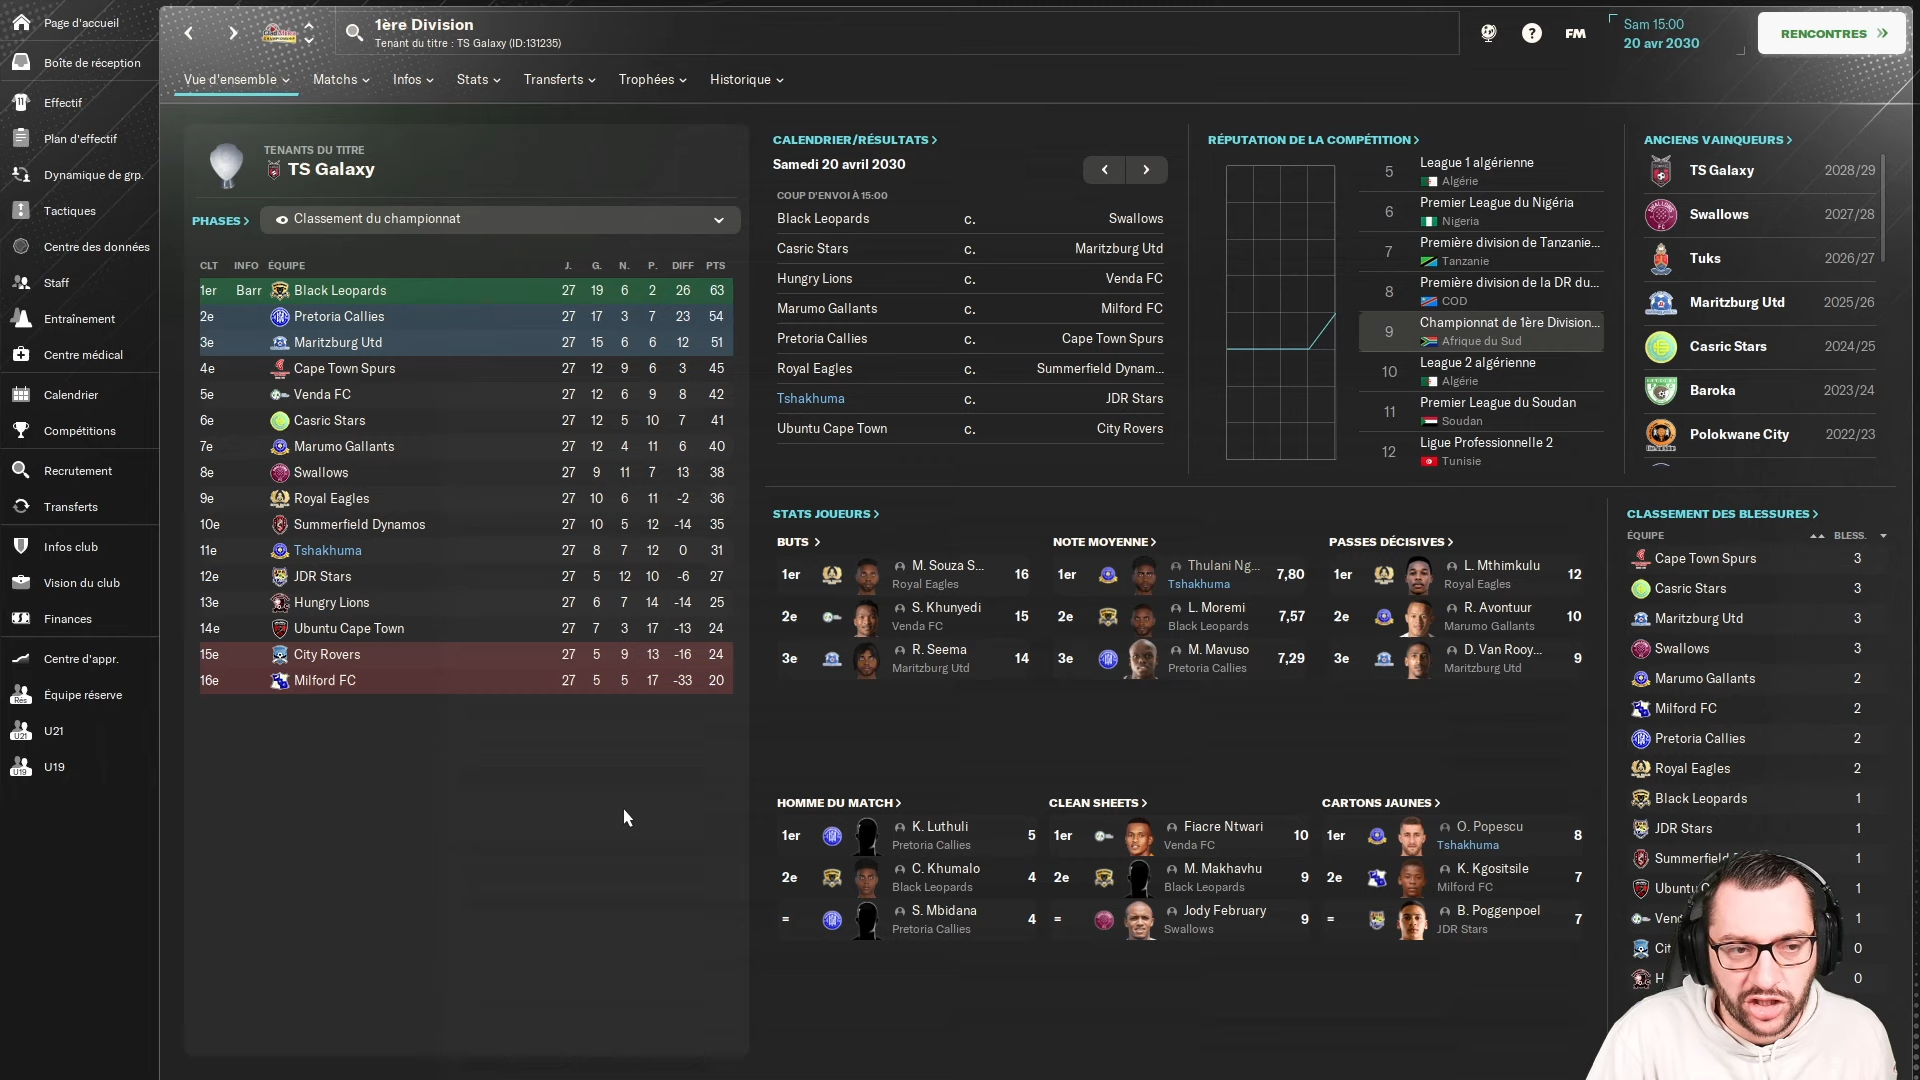 Page d'accueil
Boîte de réception
Effectif
Plan d'effectif
Dynamique de grp.
Tactiques
Centre des données
Staff
Entraînement
Centre médical
Calendrier
Compétitions
Recrutement
Transferts
Infos club
Vision du club
Finances
Centre d'appr.
Équipe réserve
U21
U19
1ère Division
Tenant du titre : TS Galaxy (ID:131235)
FM
Sam 15:00
20 avr 2030
RENCONTRES
Vue d'ensemble
Matchs
Infos
Stats
Transferts
Trophées
Historique
TENANTS DU TITRE
TS Galaxy
PHASES
Classement du championnat
CLT INFO ÉQUIPE J. G. N. P. DIFF PTS
1er Barr Black Leopards 27 19 6 2 26 63
2e Pretoria Callies 27 17 3 7 23 54
3e Maritzburg Utd 27 15 6 6 12 51
4e Cape Town Spurs 27 12 9 6 3 45
5e Venda FC 27 12 6 9 8 42
6e Casric Stars 27 12 5 10 7 41
7e Marumo Gallants 27 12 4 11 6 40
8e Swallows 27 9 11 7 13 38
9e Royal Eagles 27 10 6 11 -2 36
10e Summerfield Dynamos 27 10 5 12 -14 35
11e Tshakhuma 27 8 7 12 0 31
12e JDR Stars 27 5 12 10 -6 27
13e Hungry Lions 27 6 7 14 -14 25
14e Ubuntu Cape Town 27 7 3 17 -13 24
15e City Rovers 27 5 9 13 -16 24
16e Milford FC 27 5 5 17 -33 20
CALENDRIER/RÉSULTATS
Samedi 20 avril 2030
COUP D'ENVOI À 15:00
Black Leopards c. Swallows
Casric Stars c. Maritzburg Utd
Hungry Lions c. Venda FC
Marumo Gallants c. Milford FC
Pretoria Callies c. Cape Town Spurs
Royal Eagles c. Summerfield Dynam...
Tshakhuma c. JDR Stars
Ubuntu Cape Town c. City Rovers
RÉPUTATION DE LA COMPÉTITION
5 League 1 algérienne
Algérie
6 Premier League du Nigéria
Nigeria
7 Première division de Tanzanie...
Tanzanie
8 Première division de la DR du...
COD
9 Championnat de 1ère Division...
Afrique du Sud
10 League 2 algérienne
Algérie
11 Premier League du Soudan
Soudan
12 Ligue Professionnelle 2
Tunisie
ANCIENS VAINQUEURS
TS Galaxy 2028/29
Swallows 2027/28
Tuks 2026/27
Maritzburg Utd 2025/26
Casric Stars 2024/25
Baroka 2023/24
Polokwane City 2022/23
STATS JOUEURS
BUTS
1er M. Souza S... 16
Royal Eagles
2e S. Khunyedi 15
Venda FC
3e R. Seema 14
Maritzburg Utd
NOTE MOYENNE
1er Thulani Ng... 7,80
Tshakhuma
2e L. Moremi 7,57
Black Leopards
3e M. Mavuso 7,29
Pretoria Callies
PASSES DÉCISIVES
1er L. Mthimkulu 12
Royal Eagles
2e R. Avontuur 10
Marumo Gallants
3e D. Van Rooy... 9
Maritzburg Utd
HOMME DU MATCH
1er K. Luthuli 5
Pretoria Callies
2e C. Khumalo 4
Black Leopards
= S. Mbidana 4
Pretoria Callies
CLEAN SHEETS
1er Fiacre Ntwari 10
Venda FC
2e M. Makhavhu 9
Black Leopards
= Jody February 9
Swallows
CARTONS JAUNES
1er O. Popescu 8
Tshakhuma
2e K. Kgositsile 7
Milford FC
= B. Poggenpoel 7
JDR Stars
CLASSEMENT DES BLESSURES
ÉQUIPE BLESS.
Cape Town Spurs 3
Casric Stars 3
Maritzburg Utd 3
Swallows 3
Marumo Gallants 2
Milford FC 2
Pretoria Callies 2
Royal Eagles 2
Black Leopards 1
JDR Stars 1
Summerfield 1
Ubuntu 1
1
0
0